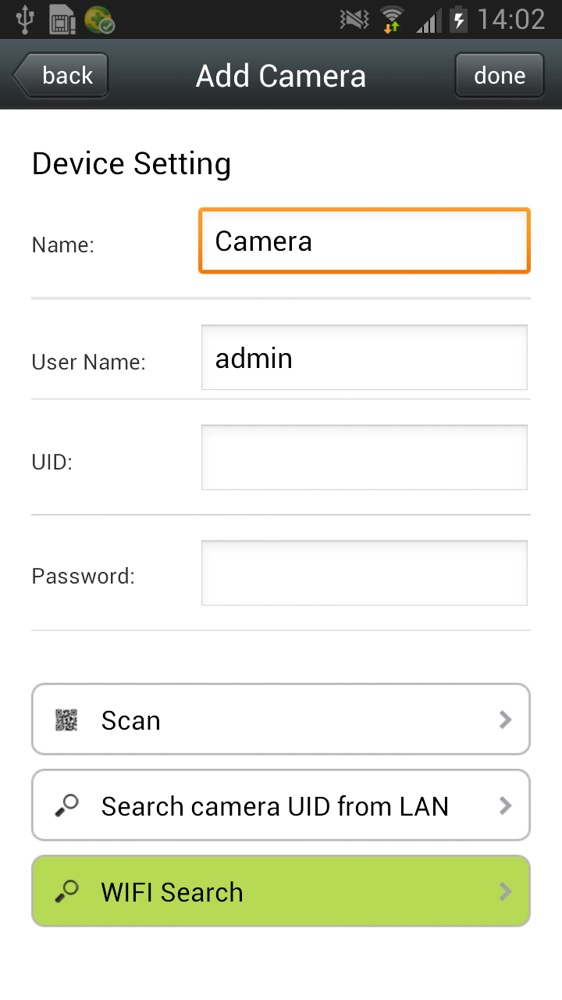 14:02
back
Add Camera
done
Device Setting
Name:
Camera
User Name:
admin
UID:
Password:
Scan
Search camera UID from LAN
WIFI Search